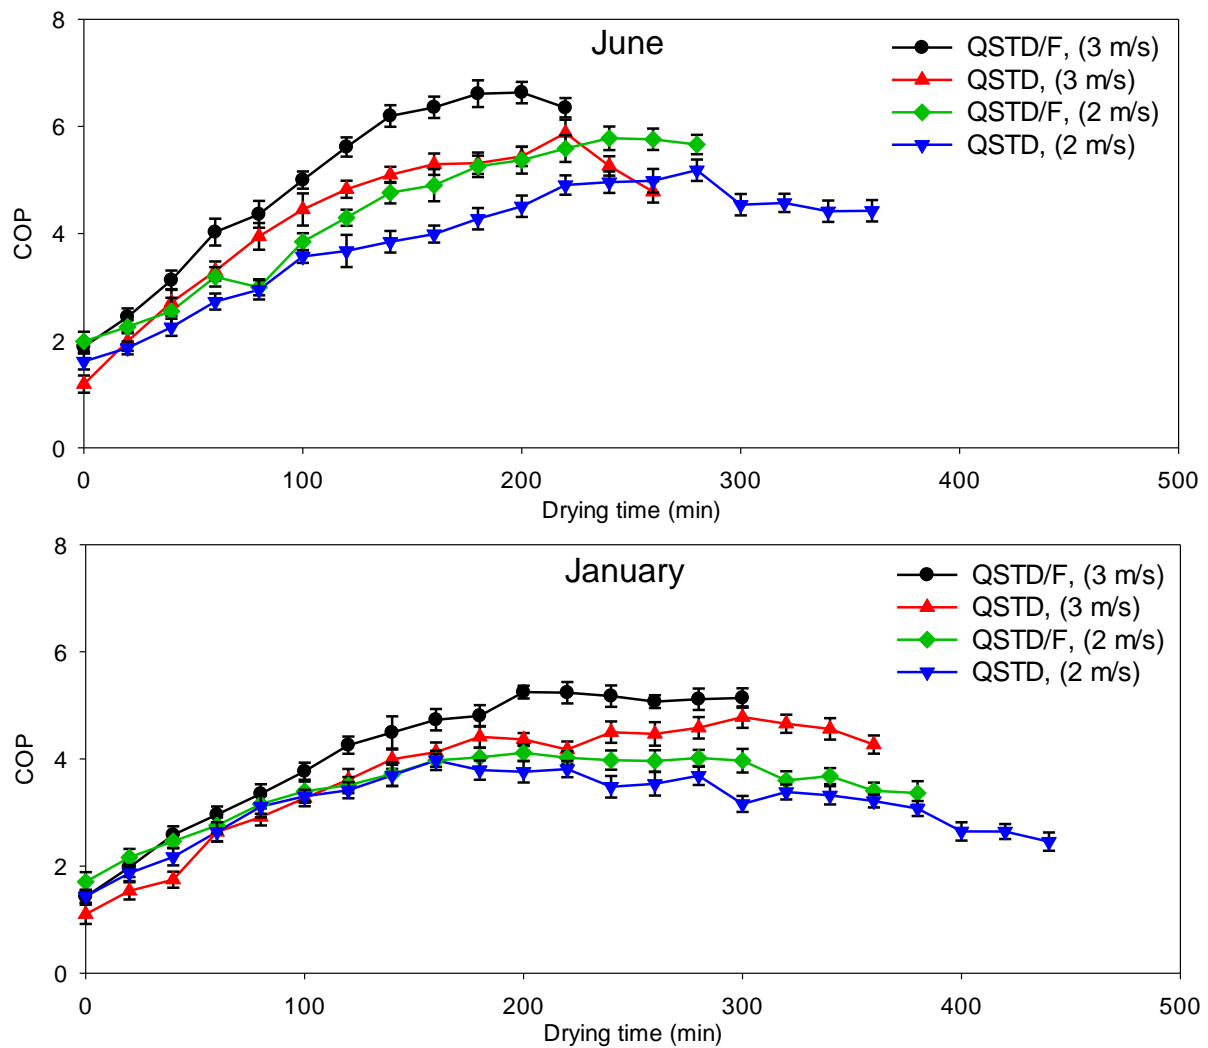 June
QSTD/F, (3 m/s)
QSTD, (3 m/s)
QSTD/F, (2 m/s)
QSTD, (2 m/s)
COP
8
6
4
2
0
0 100 200 300 400 500
Drying time (min)
January
QSTD/F, (3 m/s)
QSTD, (3 m/s)
QSTD/F, (2 m/s)
QSTD, (2 m/s)
COP
8
6
4
2
0
0 100 200 300 400 500
Drying time (min)